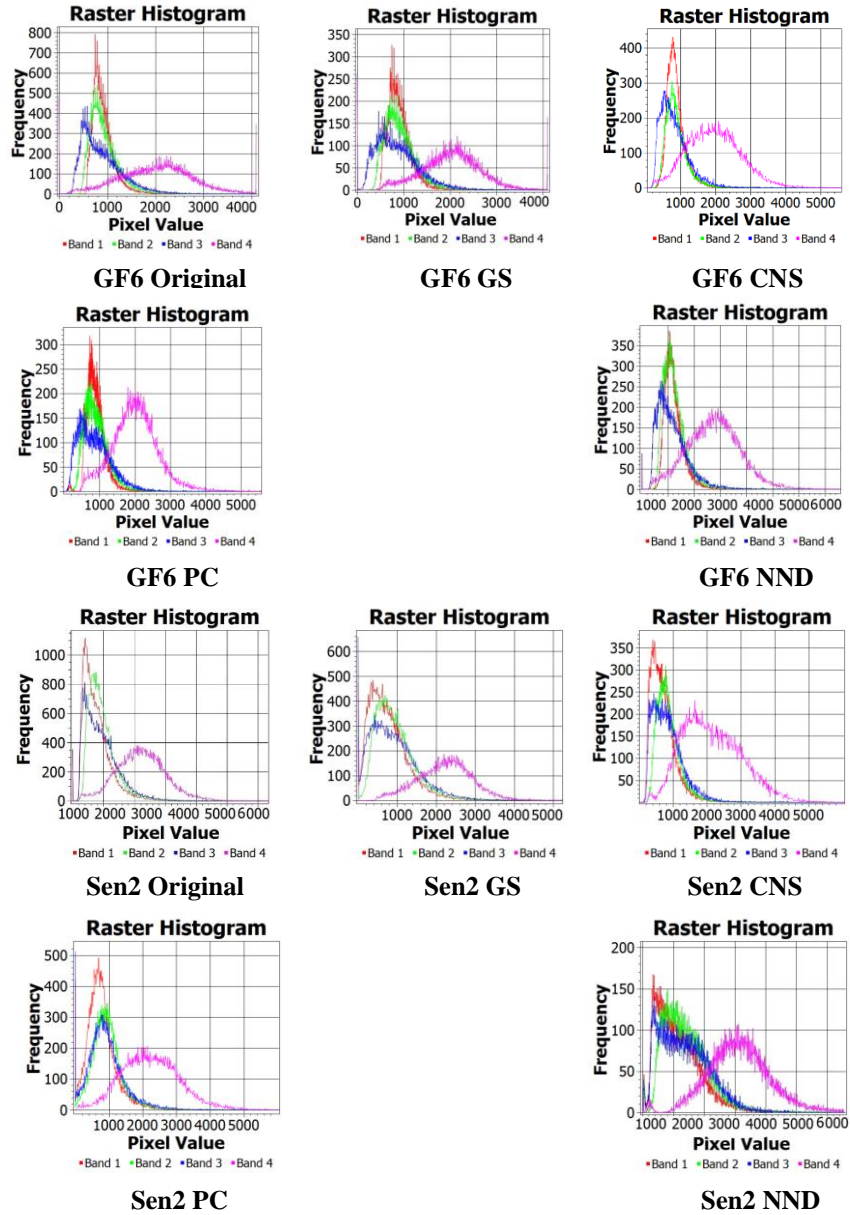 Raster Histogram Raster Histogram Raster Histogram
Frequency Frequency Frequency
800 350 400
700 300
600 250 300
500 200
400 200
300 150
200 100 100
100 50
0 0 0
0 1000 2000 3000 4000 0 1000 2000 3000 4000 1000 2000 3000 4000 5000
Pixel Value Pixel Value Pixel Value
Band 1 Band 2 Band 3 Band 4 Band 1 Band 2 Band 3 Band 4 Band 1 Band 2 Band 3 Band 4
GF6 Original GF6 GS GF6 CNS
Raster Histogram Raster Histogram
Frequency Frequency
300 350
250 300
200 250
150 200
100 150
50 100
0 50
0
1000 2000 3000 4000 5000 1000 2000 3000 4000 5000 6000
Pixel Value Pixel Value
Band 1 Band 2 Band 3 Band 4 Band 1 Band 2 Band 3 Band 4
GF6 PC GF6 NND
Raster Histogram Raster Histogram Raster Histogram
Frequency Frequency Frequency
1000 600 350
800 500 300
600 400 250
400 300 200
200 200 150
0 100 100
0 50
1000 2000 3000 4000 5000 6000 1000 2000 3000 4000 5000 1000 2000 3000 4000 5000
Pixel Value Pixel Value Pixel Value
Band 1 Band 2 Band 3 Band 4 Band 1 Band 2 Band 3 Band 4 Band 1 Band 2 Band 3 Band 4
Sen2 Original Sen2 GS Sen2 CNS
Raster Histogram Raster Histogram
Frequency Frequency
500 200
400 150
300 100
200 50
100 0
0
1000 2000 3000 4000 5000 1000 2000 3000 4000 5000 6000
Pixel Value Pixel Value
Band 1 Band 2 Band 3 Band 4 Band 1 Band 2 Band 3 Band 4
Sen2 PC Sen2 NND